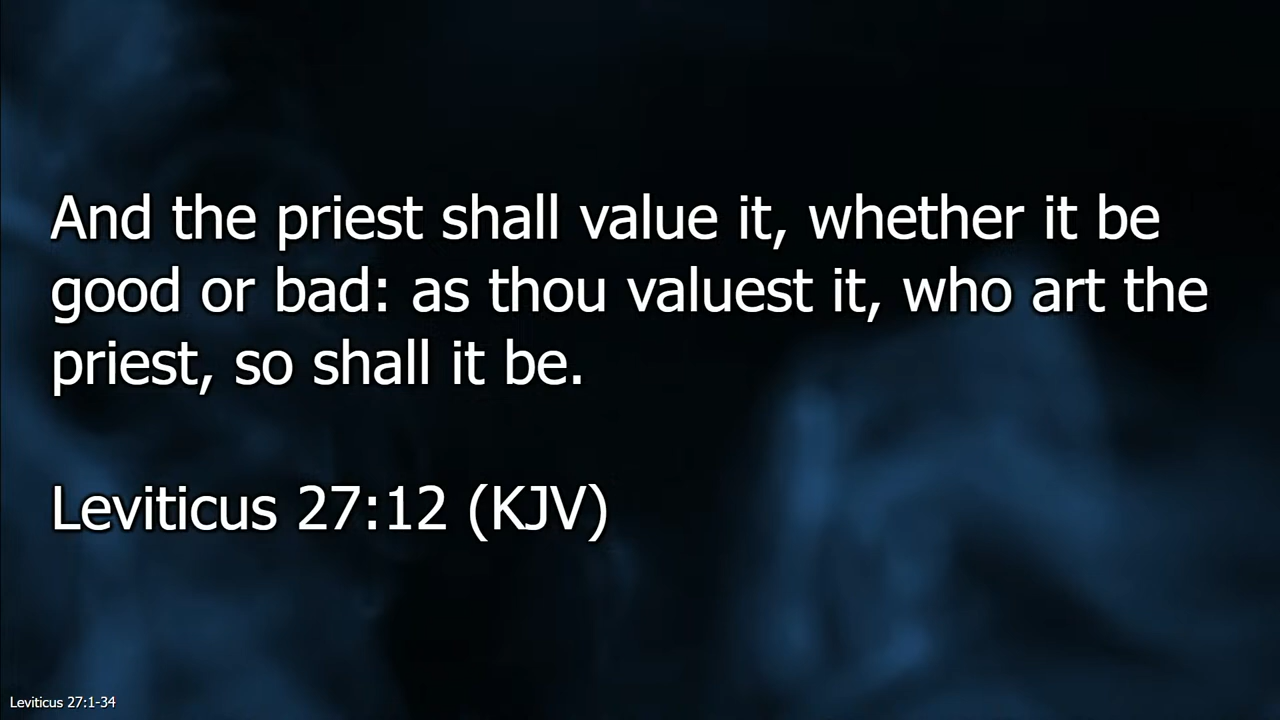 And the priest shall value it, whether it be
good or bad: as thou valuest it, who art the
priest, so shall it be.
Leviticus 27:12 (KJV)
Leviticus 27:1-34